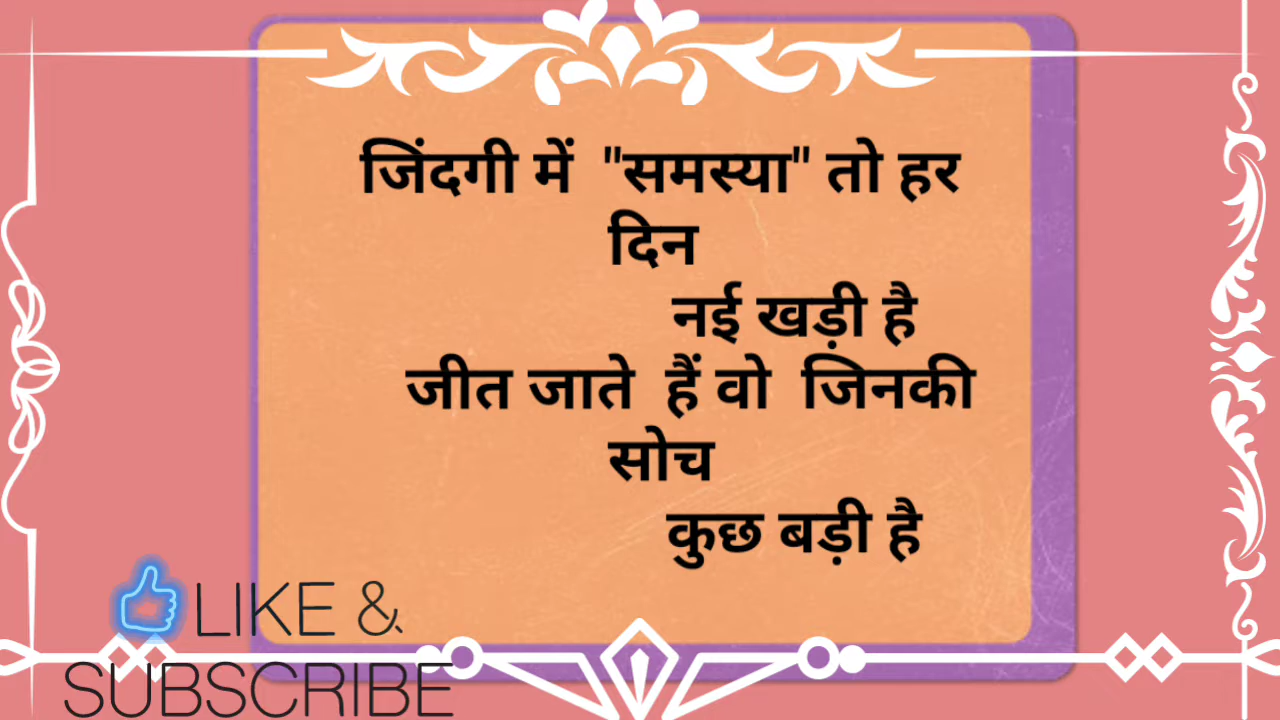 जिंदगी में "समस्या" तो हर
दिन
नई खड़ी है
जीत जाते हैं वो जिनकी
सोच
कुछ बड़ी है
LIKE &
SUBSCRIBE